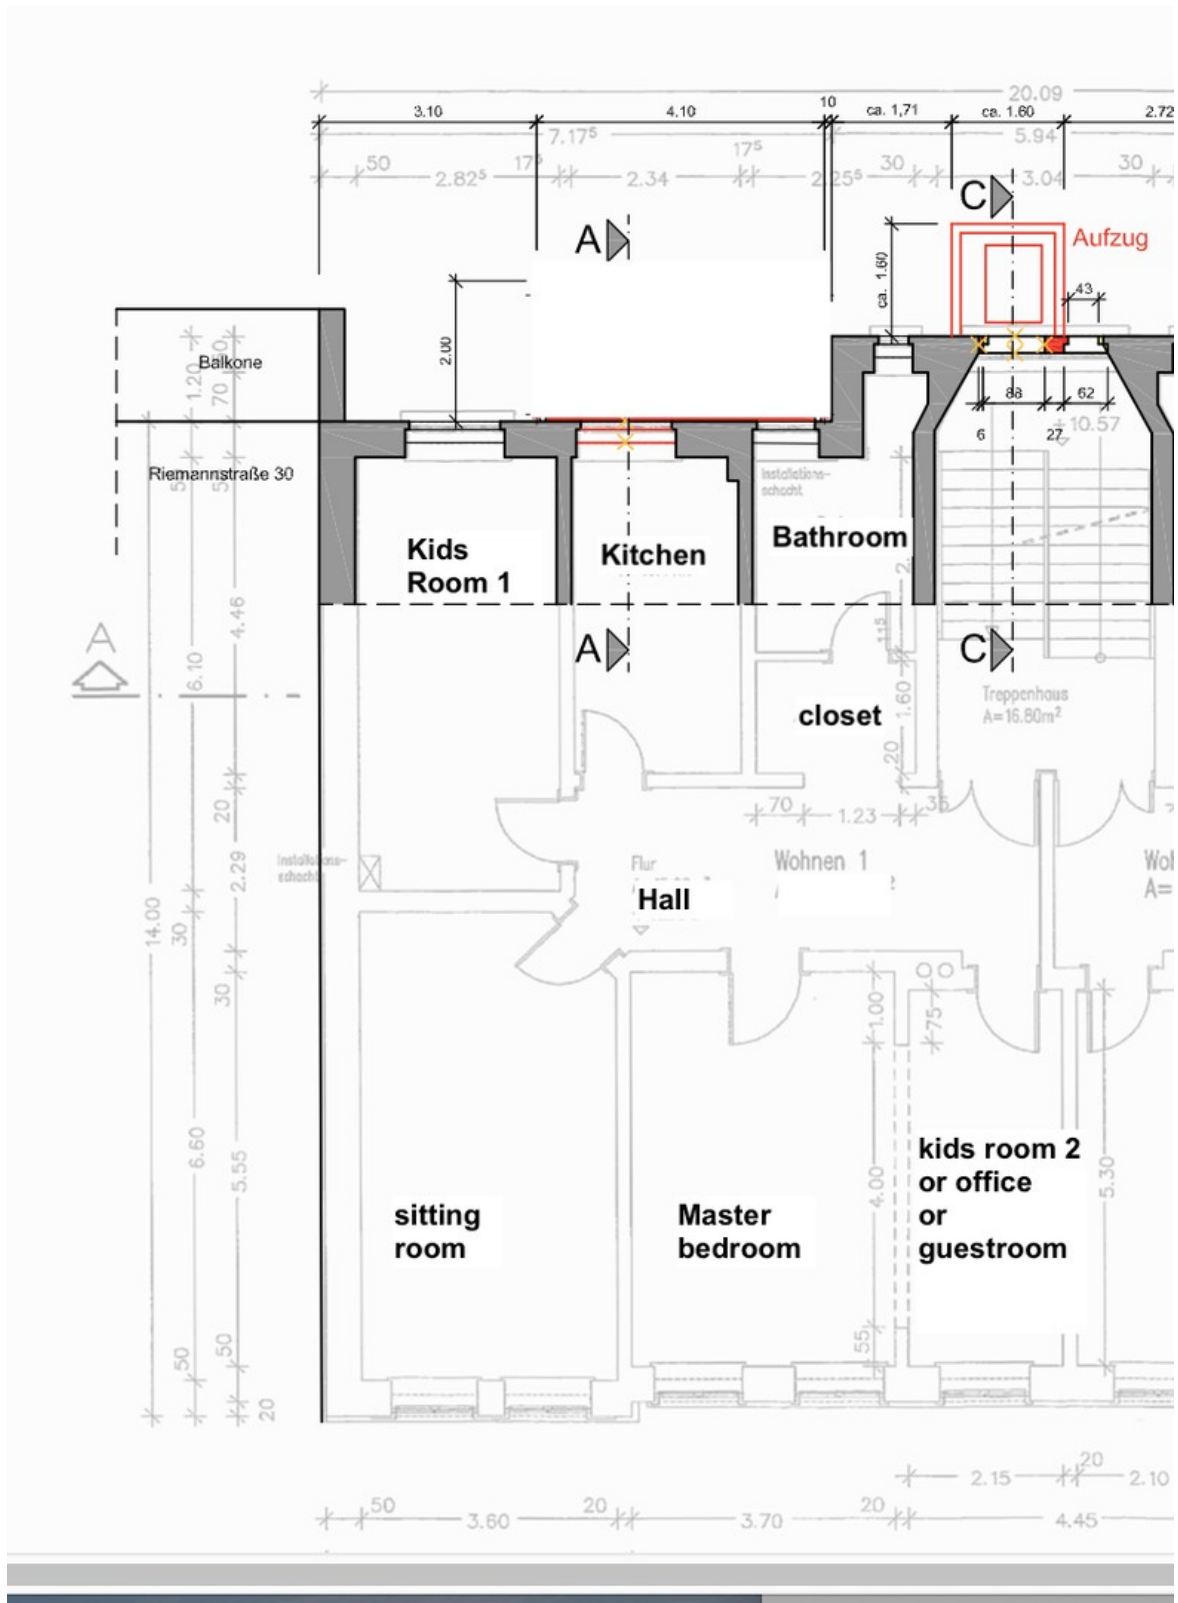 20.09
3.10
4.10
10
ca. 1,71
ca. 1.60
2.72
7.17⁵
5.94
50
2.82⁵
17⁵
2.34
17⁵
30
3.04
30
C
A
Aufzug
ca. 1.60
43
2.00
Balkone
1.20
70
88
62
6
27
+10.57
Riemannstraße 30
Installations-
schacht
Kids
Room 1
Kitchen
Bathroom
4.46
A
6.10
A
C
115
Treppenhaus
A=16.80m²
closet
1.60
20
20
70
1.23
35
Installations-
schacht
2.29
Flur
Wohnen 1
Hall
A=
14.00
30
30
1.00
75
6.60
5.55
4.00
5.30
kids room 2
or office
or
guestroom
sitting
room
Master
bedroom
50
50
55
20
2.15
20
2.10
50
3.60
20
3.70
20
4.45